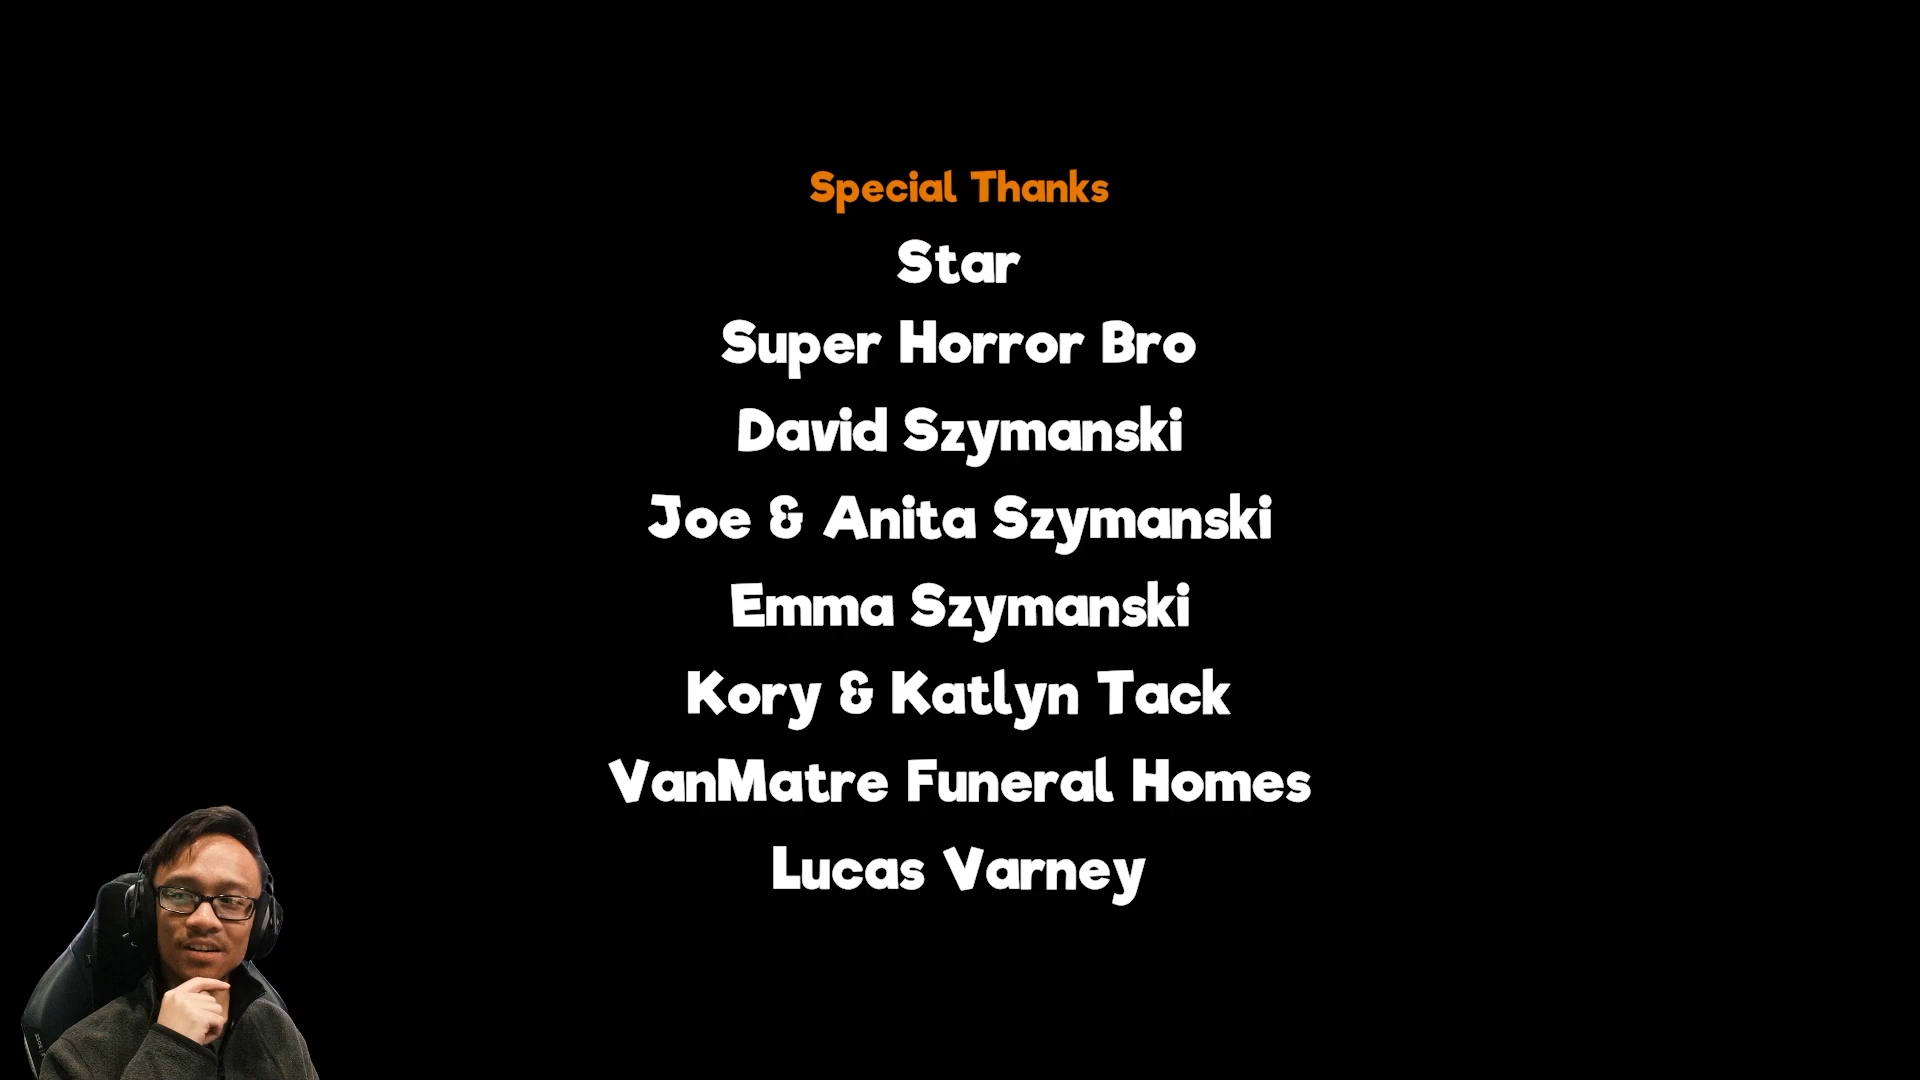 Special Thanks
Star
Super Horror Bro
David Szymanski
Joe & Anita Szymanski
Emma Szymanski
Kory & Katlyn Tack
VanMatre Funeral Homes
Lucas Varney